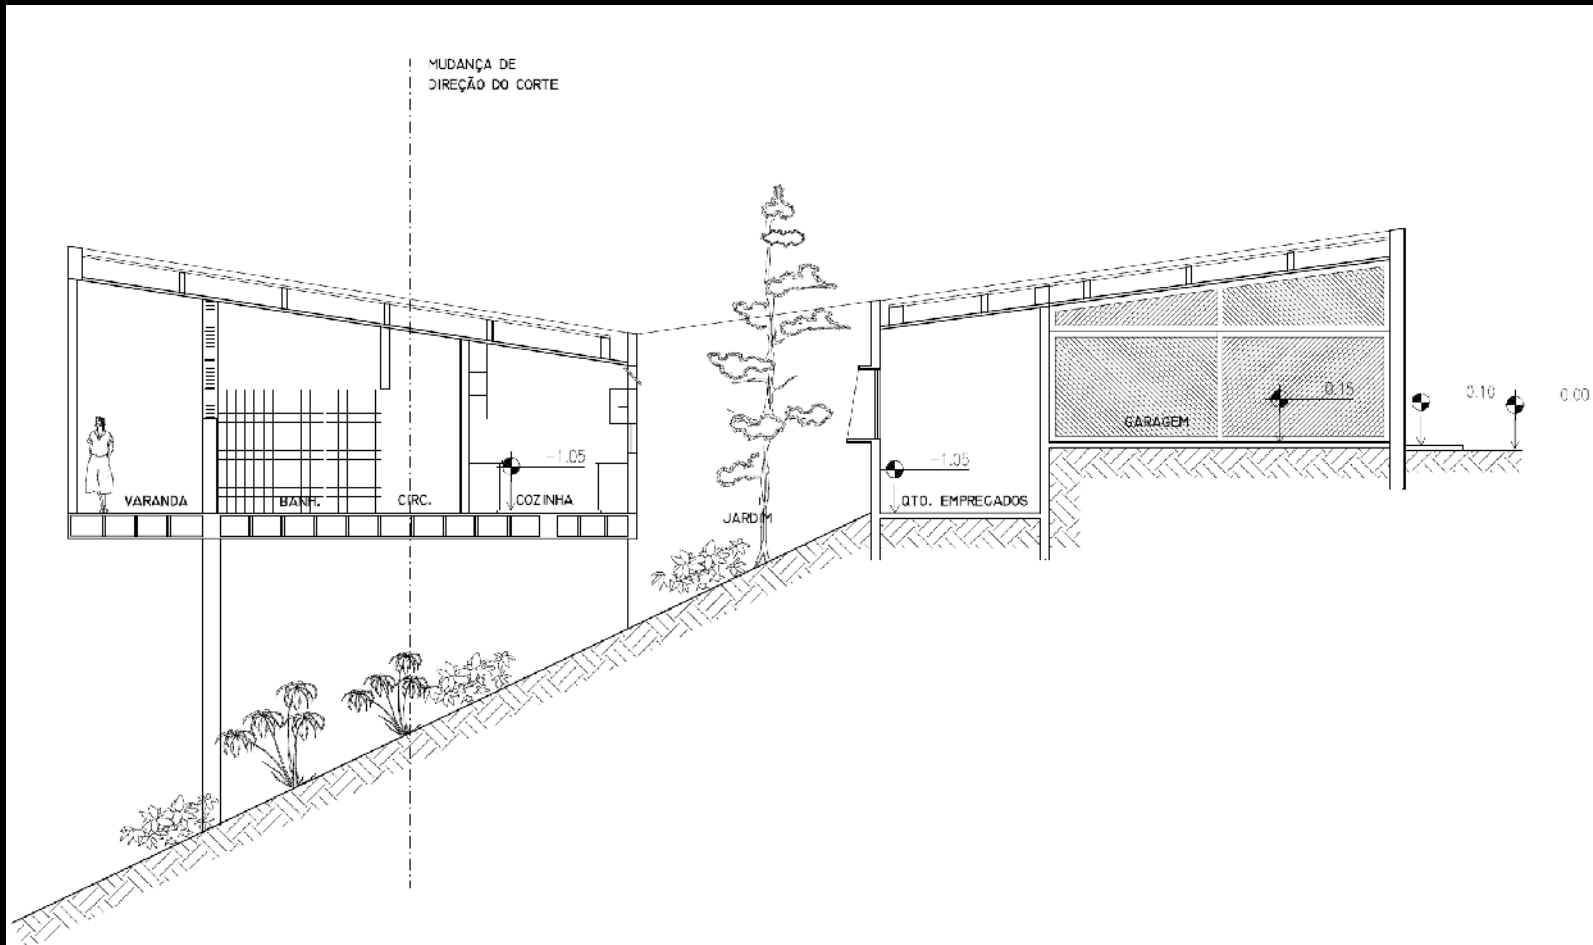 MUDANÇA DE
DIREÇÃO DO CORTE
0.15
0.10
0.00
GARAGEM
-1.05
-1.05
VARANDA
BANH.
CIRC.
COZINHA
QTO. EMPREGADOS
JARDIM